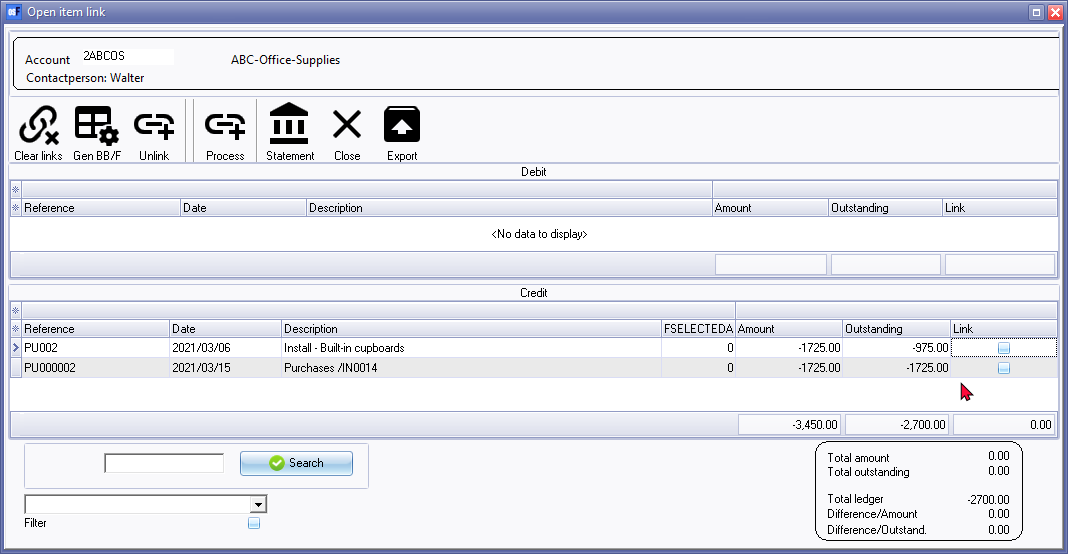 Open item link
Account 2ABCOS ABC-Office-Supplies
Contactperson: Walter
Clear links Gen BB/F Unlink Process Statement Close Export
Debit
Reference Date Description Amount Outstanding Link
<No data to display>
Credit
Reference Date Description FSELECTEDA Amount Outstanding Link
PU002 2021/03/06 Install - Built-in cupboards 0 -1725.00 -975.00
PU000002 2021/03/15 Purchases /IN0014 0 -1725.00 -1725.00
-3,450.00 -2,700.00 0.00
Search
Filter
Total amount 0.00
Total outstanding 0.00
Total ledger -2700.00
Difference/Amount 0.00
Difference/Outstand. 0.00